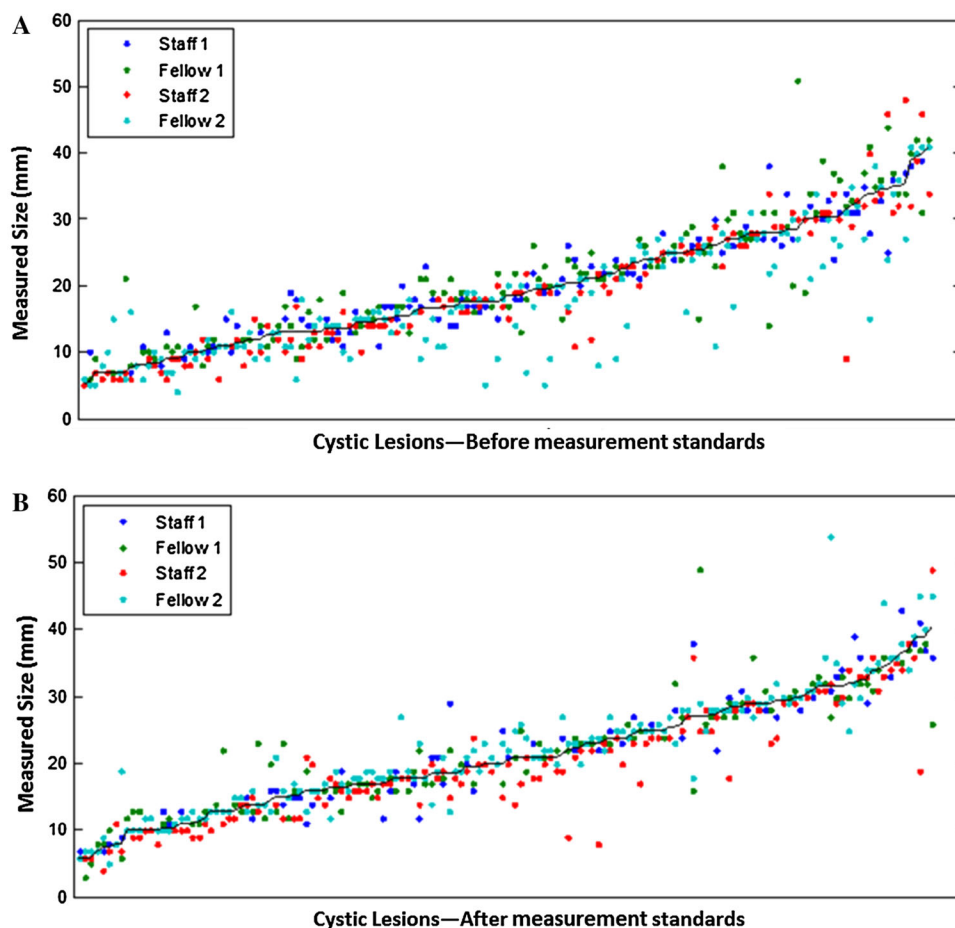 A
60
50
40
30
20
10
0
Measured Size (mm)
Staff 1
Fellow 1
Staff 2
Fellow 2
Cystic Lesions—Before measurement standards
B
60
50
40
30
20
10
0
Measured Size (mm)
Staff 1
Fellow 1
Staff 2
Fellow 2
Cystic Lesions—After measurement standards